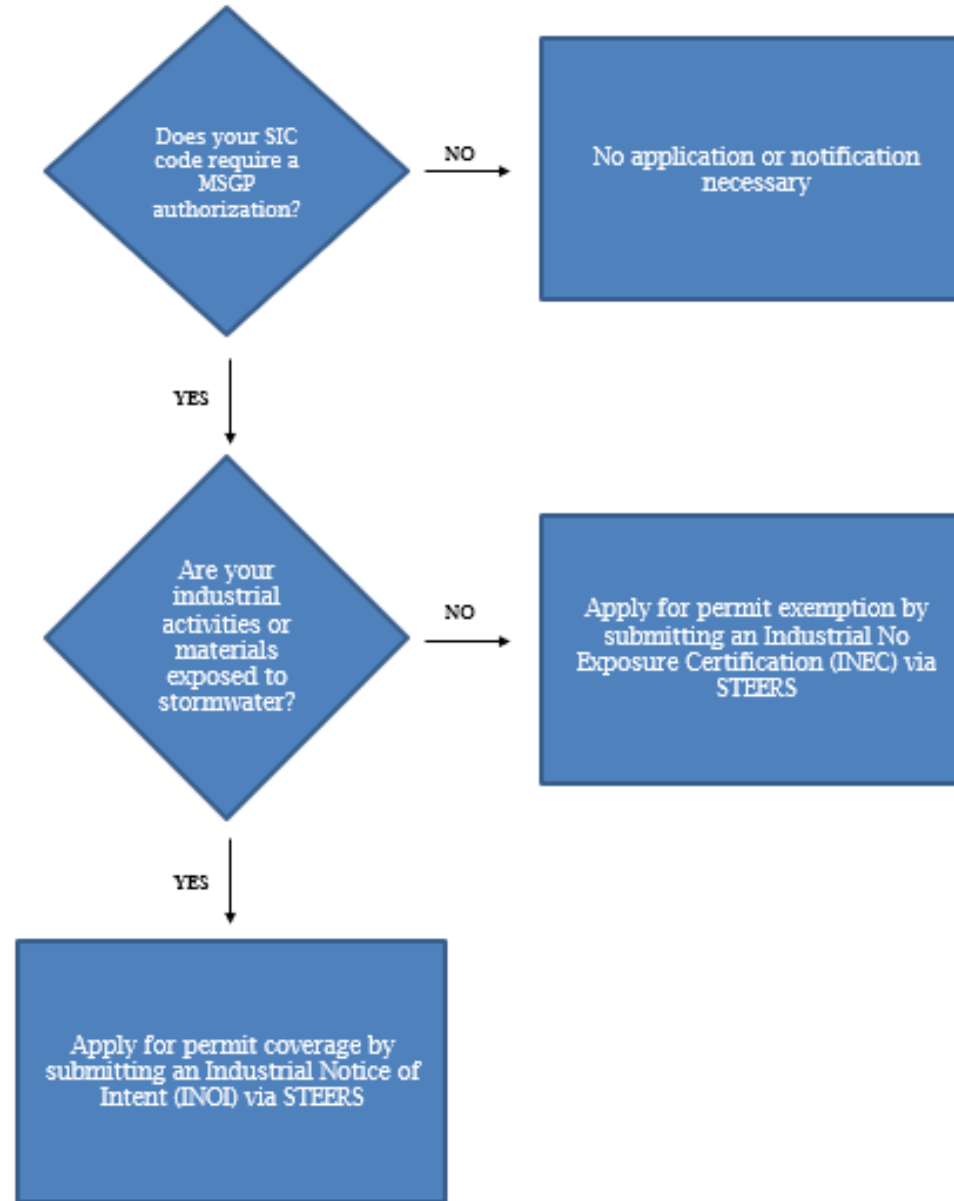 Does your SIC
code require a
MSGP
authorization?
NO
No application or notification
necessary
YES
Are your
industrial
activities or
materials
exposed to
stormwater?
NO
Apply for permit exemption by
submitting an Industrial No
Exposure Certification (INEC) via
STEERS
YES
Apply for permit coverage by
submitting an Industrial Notice of
Intent (INOI) via STEERS